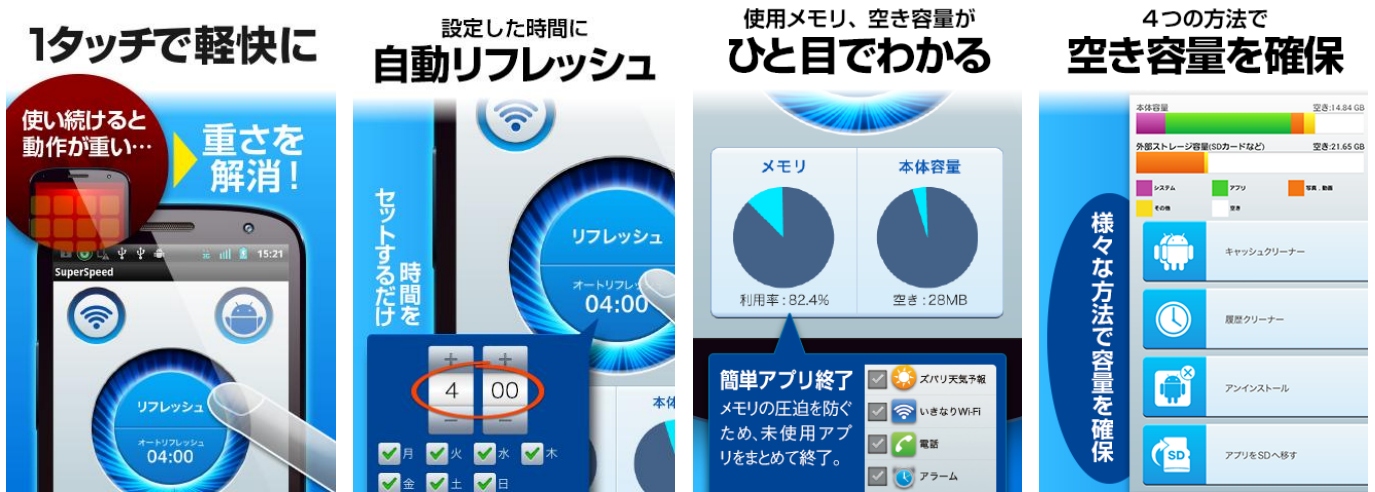 1タッチで軽快に
使い続けると
動作が重い…
重さを
解消！
15:21
SuperSpeed
リフレッシュ
オートリフレッシュ
04:00
設定した時間に
自動リフレッシュ
時間を
セットするだけ
リフレッシュ
オートリフレッ
04:00
+ +
4 00
− −
本体
月 火 水 木
金 土 日
使用メモリ、空き容量が
ひと目でわかる
メモリ
本体容量
利用率：82.4%
空き：28MB
簡単アプリ終了
メモリの圧迫を防ぐ
ため、未使用アプ
リをまとめて終了。
ズバリ天気予報
いきなりWi-Fi
電話
アラーム
4つの方法で
空き容量を確保
様々な方法で容量を確保
本体容量 空き:14.84 GB
外部ストレージ容量(SDカードなど) 空き:21.65 GB
システム アプリ 写真、動画
その他 空き
キャッシュクリーナー
履歴クリーナー
アンインストール
SD
アプリをSDへ移す